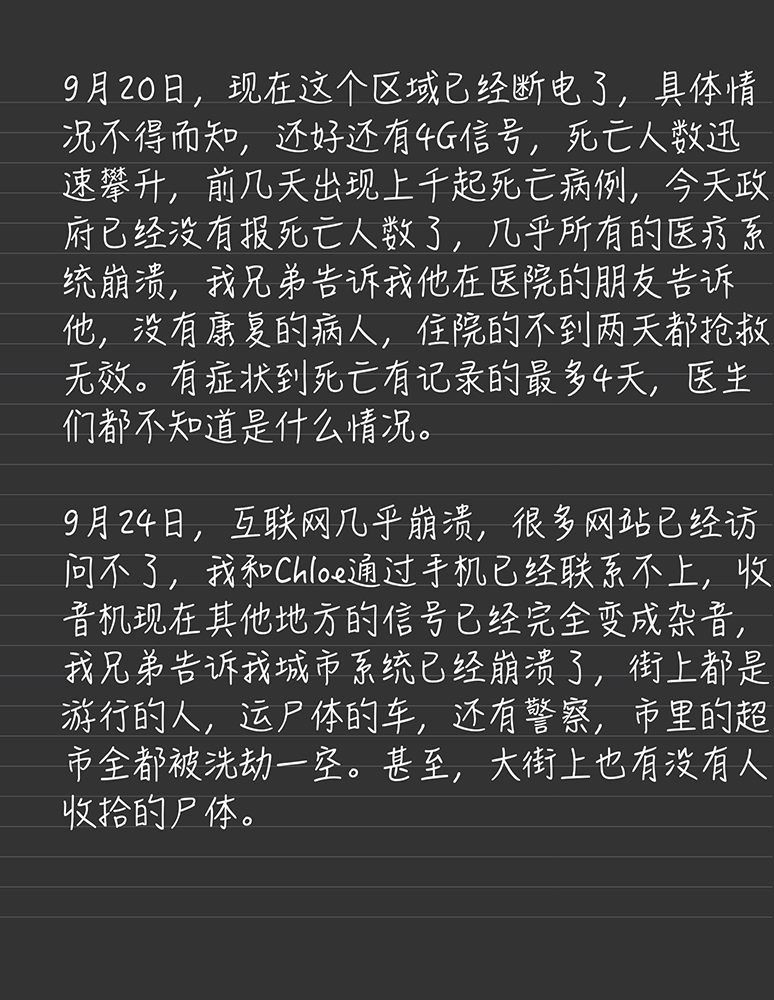 9月20日，现在这个区域已经断电了，具体情
况不得而知，还好还有4G信号，死亡人数迅
速攀升，前几天出现上千起死亡病例，今天政
府已经没有报死亡人数了，几乎所有的医疗系
统崩溃，我兄弟告诉我他在医院的朋友告诉
他，没有康复的病人，住院的不到两天都抢救
无效。有症状到死亡有记录的最多4天，医生
们都不知道是什么情况。
9月24日，互联网几乎崩溃，很多网站已经访
问不了，我和Chloe通过手机已经联系不上，收
音机现在其他地方的信号已经完全变成杂音，
我兄弟告诉我城市系统已经崩溃了，街上都是
游行的人，运尸体的车，还有警察，市里的超
市全都被洗劫一空。甚至，大街上也有没有人
收拾的尸体。